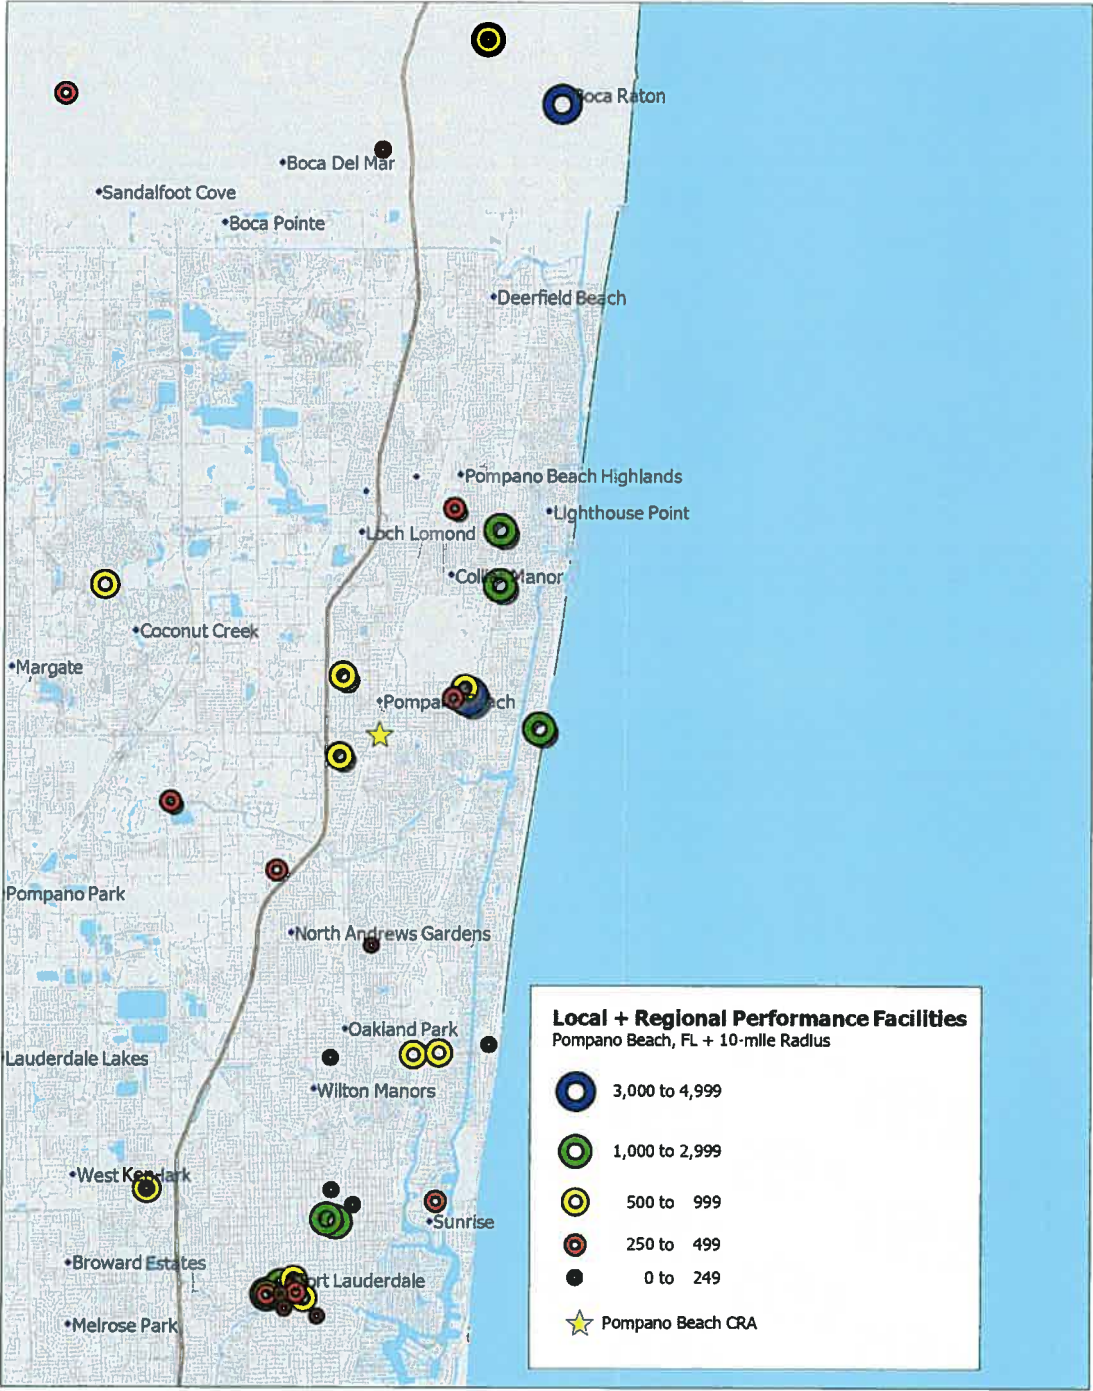 Boca Raton
Boca Del Mar
Sandalfoot Cove
Boca Pointe
Deerfield Beach
Pompano Beach Highlands
Lighthouse Point
Loch Lomond
Manor
Coconut Creek
Margate
Pompano Park
North Andrews Gardens
Oakland Park
Lauderdale Lakes
Wilton Manors
West
Sunrise
Broward Estates
Fort Lauderdale
Melrose Park
Local + Regional Performance Facilities
Pompano Beach, FL + 10-mile Radius
3,000 to 4,999
1,000 to 2,999
500 to 999
250 to 499
0 to 249
Pompano Beach CRA